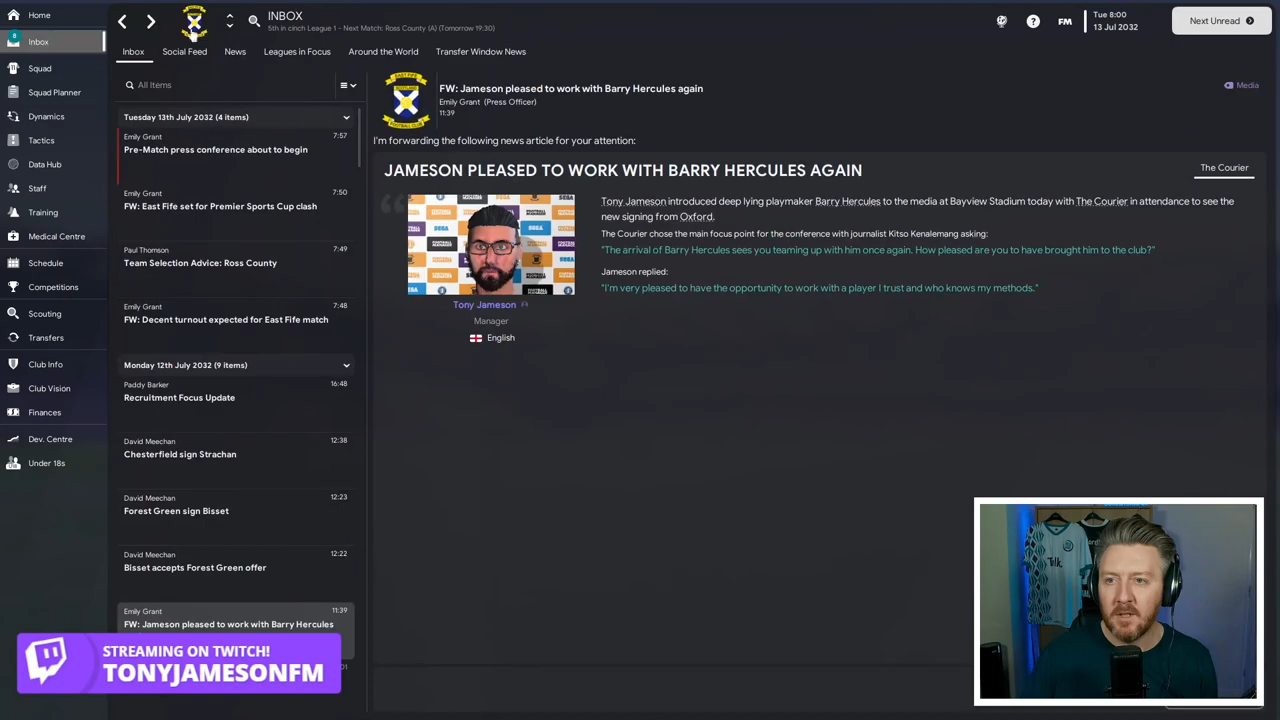 Home
8
Inbox
Squad
Squad Planner
Dynamics
Tactics
Data Hub
Staff
Training
Medical Centre
Schedule
Competitions
Scouting
Transfers
Club Info
Club Vision
Finances
Dev. Centre
Under 18s
INBOX
5th in cinch League 1 - Next Match: Ross County (A) (Tomorrow 19:30)
?
FM
Tue 8:00
13 Jul 2032
Next Unread
Inbox
Social Feed
News
Leagues in Focus
Around the World
Transfer Window News
All Items
Tuesday 13th July 2032 (4 items)
Emily Grant 7:57
Pre-Match press conference about to begin
Emily Grant 7:50
FW: East Fife set for Premier Sports Cup clash
Paul Thomson 7:49
Team Selection Advice: Ross County
Emily Grant 7:48
FW: Decent turnout expected for East Fife match
Monday 12th July 2032 (9 items)
Paddy Barker 16:48
Recruitment Focus Update
David Meechan 12:38
Chesterfield sign Strachan
David Meechan 12:23
Forest Green sign Bisset
David Meechan 12:22
Bisset accepts Forest Green offer
Emily Grant 11:39
FW: Jameson pleased to work with Barry Hercules
STREAMING ON TWITCH!
TONYJAMESONFM
FW: Jameson pleased to work with Barry Hercules again
Emily Grant (Press Officer)
11:39
Media
I'm forwarding the following news article for your attention:
JAMESON PLEASED TO WORK WITH BARRY HERCULES AGAIN
The Courier
Tony Jameson
Manager
English
Tony Jameson introduced deep lying playmaker Barry Hercules to the media at Bayview Stadium today with The Courier in attendance to see the
new signing from Oxford.
The Courier chose the main focus point for the conference with journalist Kitso Kenalemang asking:
"The arrival of Barry Hercules sees you teaming up with him once again. How pleased are you to have brought him to the club?"
Jameson replied:
"I'm very pleased to have the opportunity to work with a player I trust and who knows my methods."